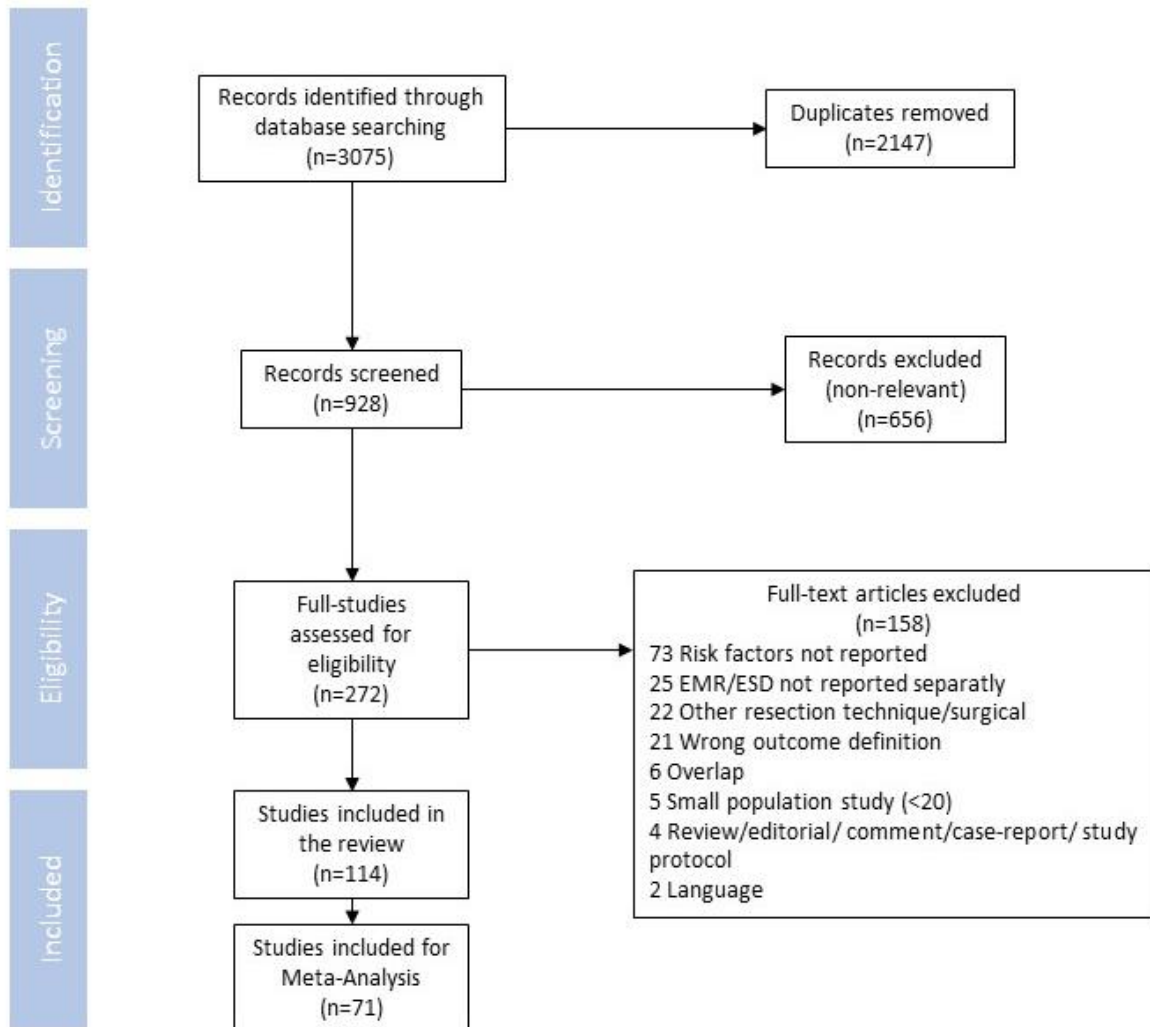 Identification
Records identified through
database searching
(n=3075)
Duplicates removed
(n=2147)
Screening
Records screened
(n=928)
Records excluded
(non-relevant)
(n=656)
Eligibility
Full-studies
assessed for
eligibility
(n=272)
Full-text articles excluded
(n=158)
73 Risk factors not reported
25 EMR/ESD not reported separatly
22 Other resection technique/surgical
21 Wrong outcome definition
6 Overlap
5 Small population study (<20)
4 Review/editorial/ comment/case-report/ study
protocol
2 Language
Included
Studies included in
the review
(n=114)
Studies included for
Meta-Analysis
(n=71)